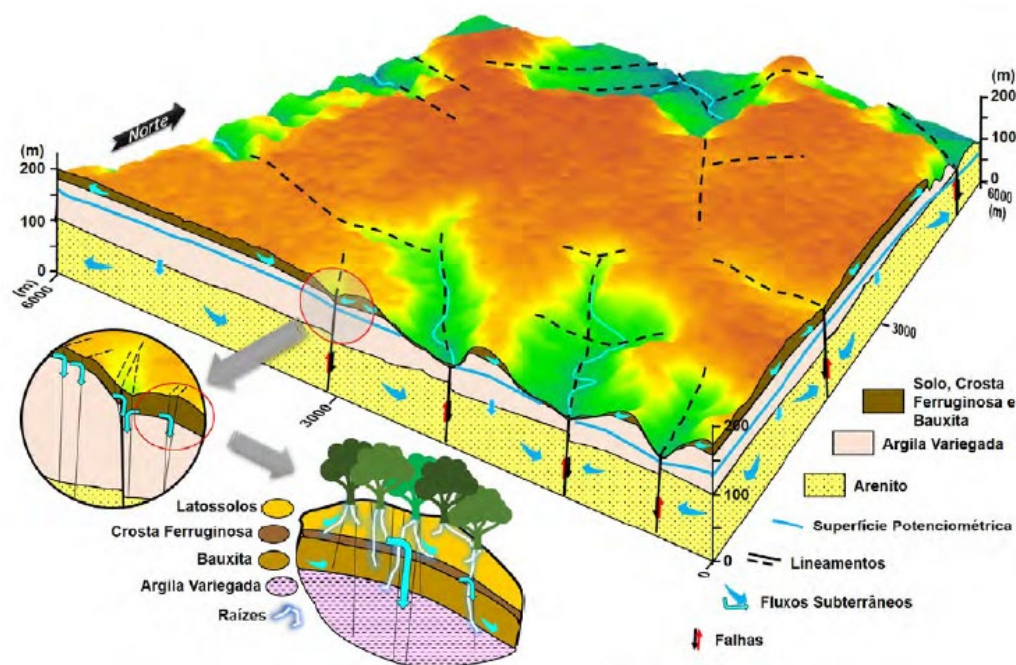 Norte
(m)
200
100
0
(m)
6000
3000
(m)
200
100
0
6000
(m)
3000
200
100
0
0
Solo, Crosta
Ferruginosa e
Bauxita
Argila Variegada
Arenito
Superfície Potenciométrica
Lineamentos
Fluxos Subterrâneos
Falhas
Latossolos
Crosta Ferruginosa
Bauxita
Argila Variegada
Raízes